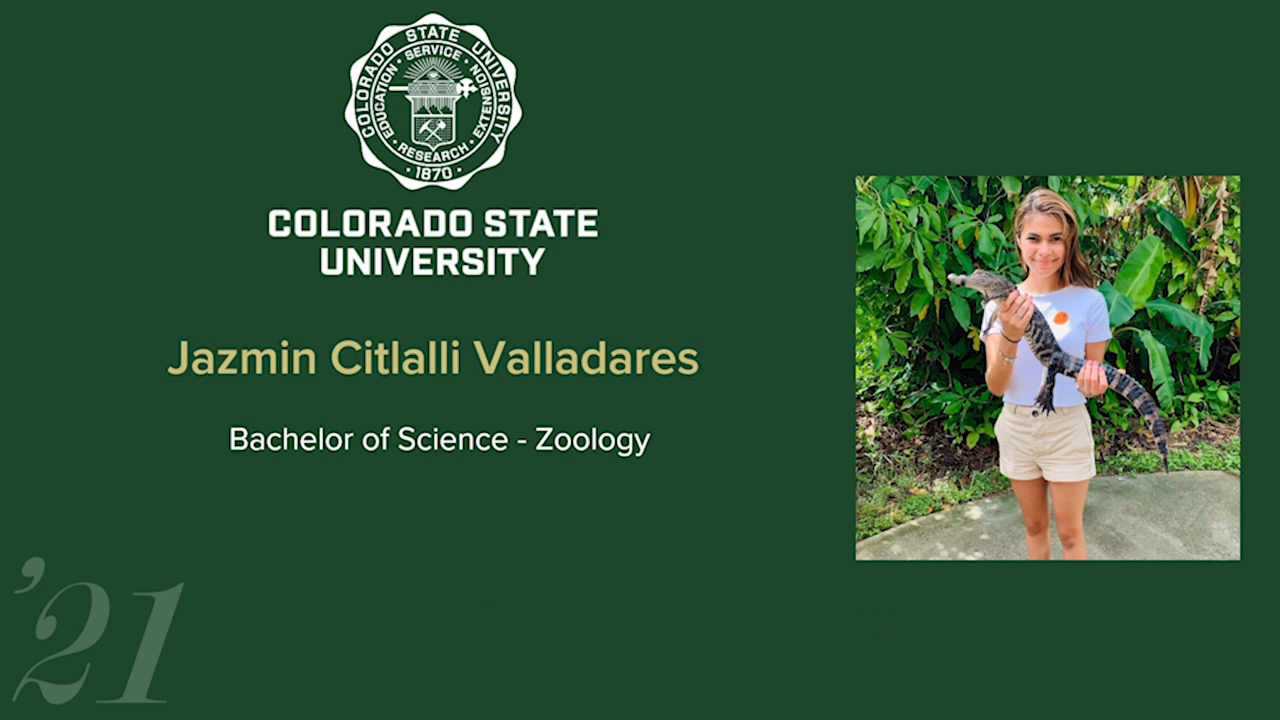 COLORADO STATE UNIVERSITY
EDUCATION • SERVICE • EXTENSION
• RESEARCH •
• 1870 •
COLORADO STATE
UNIVERSITY
Jazmin Citlalli Valladares
Bachelor of Science - Zoology
’21